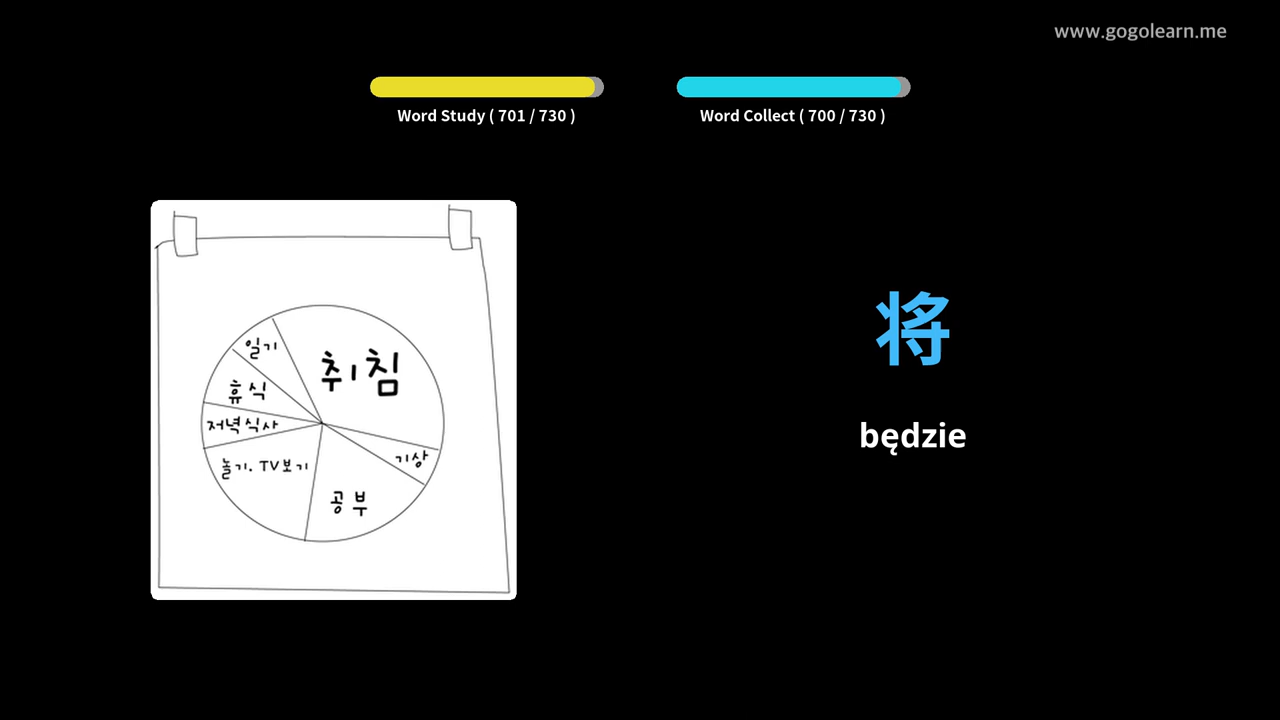 www.gogolearn.me
Word Study ( 701 / 730 )
Word Collect ( 700 / 730 )
일기
취침
휴식
저녁식사
놀기. TV보기
기상
공부
将
będzie